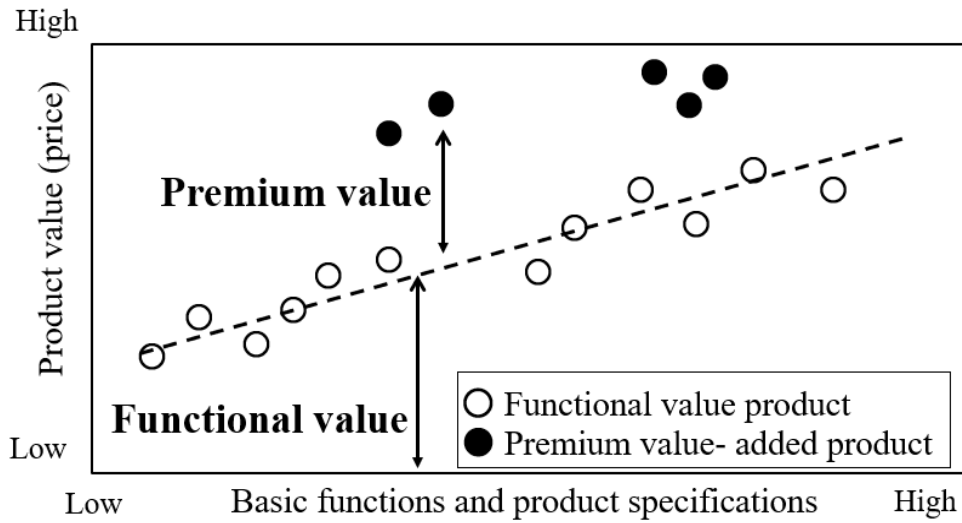 High
Product value (price)
Premium value
Functional value
Functional value product
Premium value- added product
Low
Low
Basic functions and product specifications
High